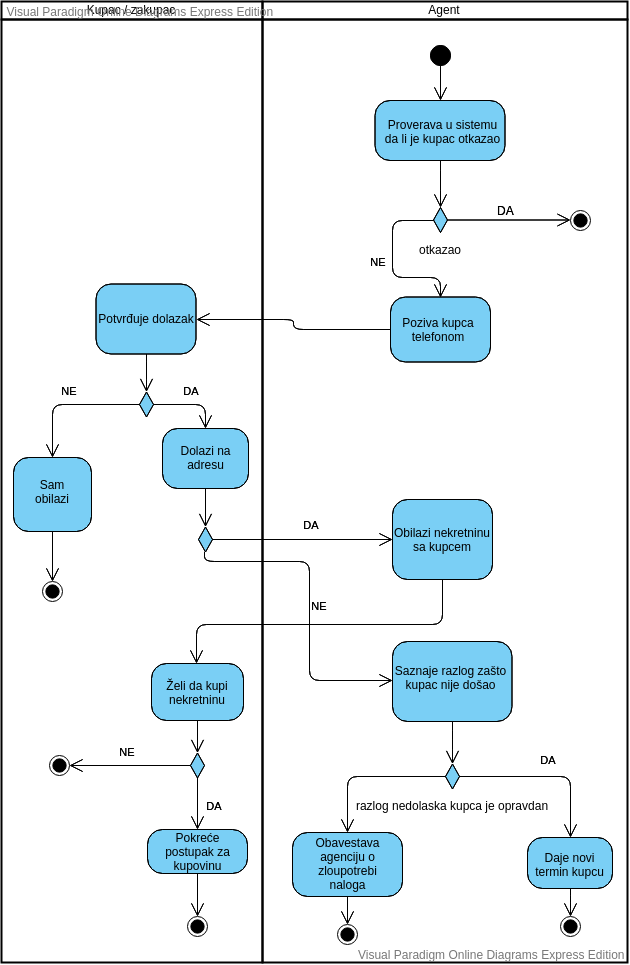 Visual Paradigm Online Diagrams Express Edition
Kupac / zakupac
Agent
Proverava u sistemu
da li je kupac otkazao
DA
otkazao
NE
Poziva kupca
telefonom
Potvrđuje dolazak
NE
DA
Dolazi na
adresu
Sam
obilazi
DA
Obilazi nekretninu
sa kupcem
NE
Želi da kupi
nekretninu
Saznaje razlog zašto
kupac nije došao
NE
DA
DA
razlog nedolaska kupca je opravdan
Pokreće
postupak za
kupovinu
Obavestava
agenciju o
zloupotrebi
naloga
Daje novi
termin kupcu
Visual Paradigm Online Diagrams Express Edition